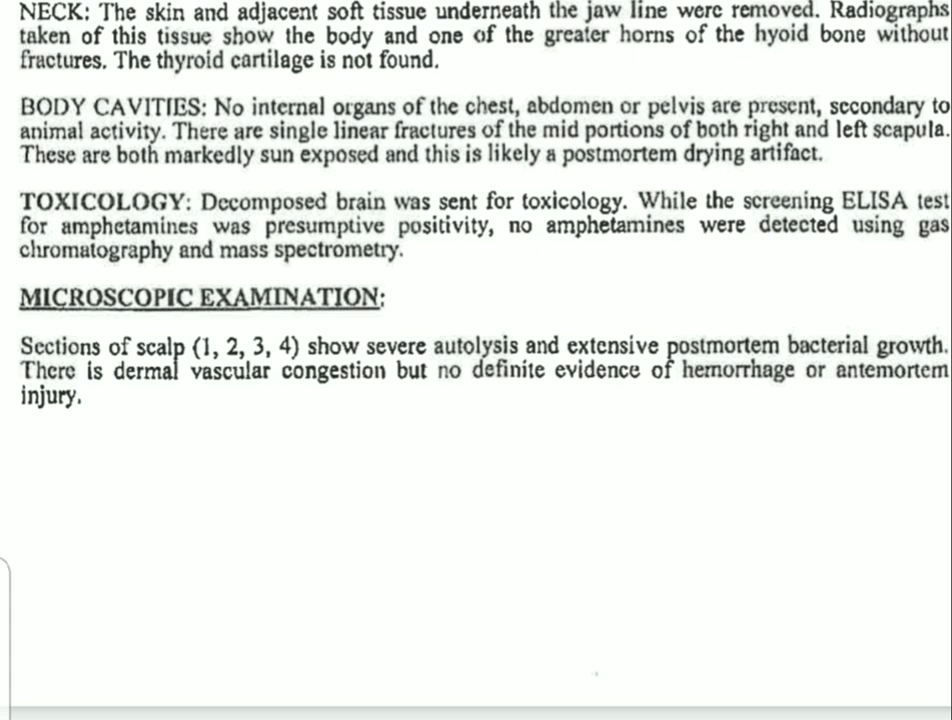 NECK: The skin and adjacent soft tissue underneath the jaw line were removed. Radiographs
taken of this tissue show the body and one of the greater horns of the hyoid bone without
fractures. The thyroid cartilage is not found.
BODY CAVITIES: No internal organs of the chest, abdomen or pelvis are present, secondary to
animal activity. There are single linear fractures of the mid portions of both right and left scapula.
These are both markedly sun exposed and this is likely a postmortem drying artifact.
TOXICOLOGY: Decomposed brain was sent for toxicology. While the screening ELISA test
for amphetamines was presumptive positivity, no amphetamines were detected using gas
chromatography and mass spectrometry.
MICROSCOPIC EXAMINATION:
Sections of scalp (1, 2, 3, 4) show severe autolysis and extensive postmortem bacterial growth.
There is dermal vascular congestion but no definite evidence of hemorrhage or antemortem
injury.